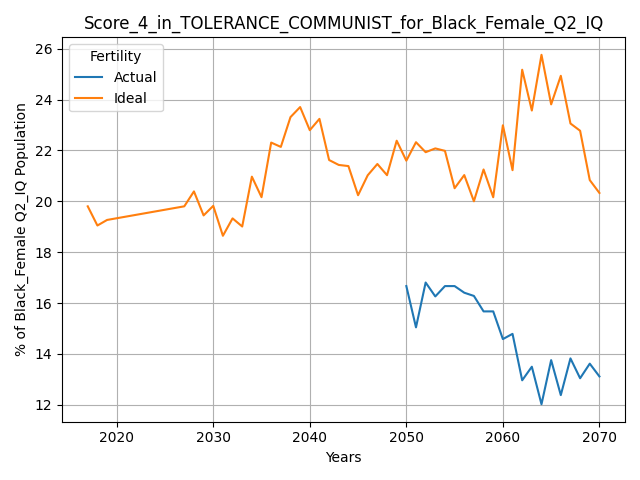 Score_4_in_TOLERANCE_COMMUNIST_for_Black_Female_Q2_IQ
Fertility
Actual
Ideal
% of Black_Female Q2_IQ Population
26
24
22
20
18
16
14
12
2020
2030
2040
2050
2060
2070
Years